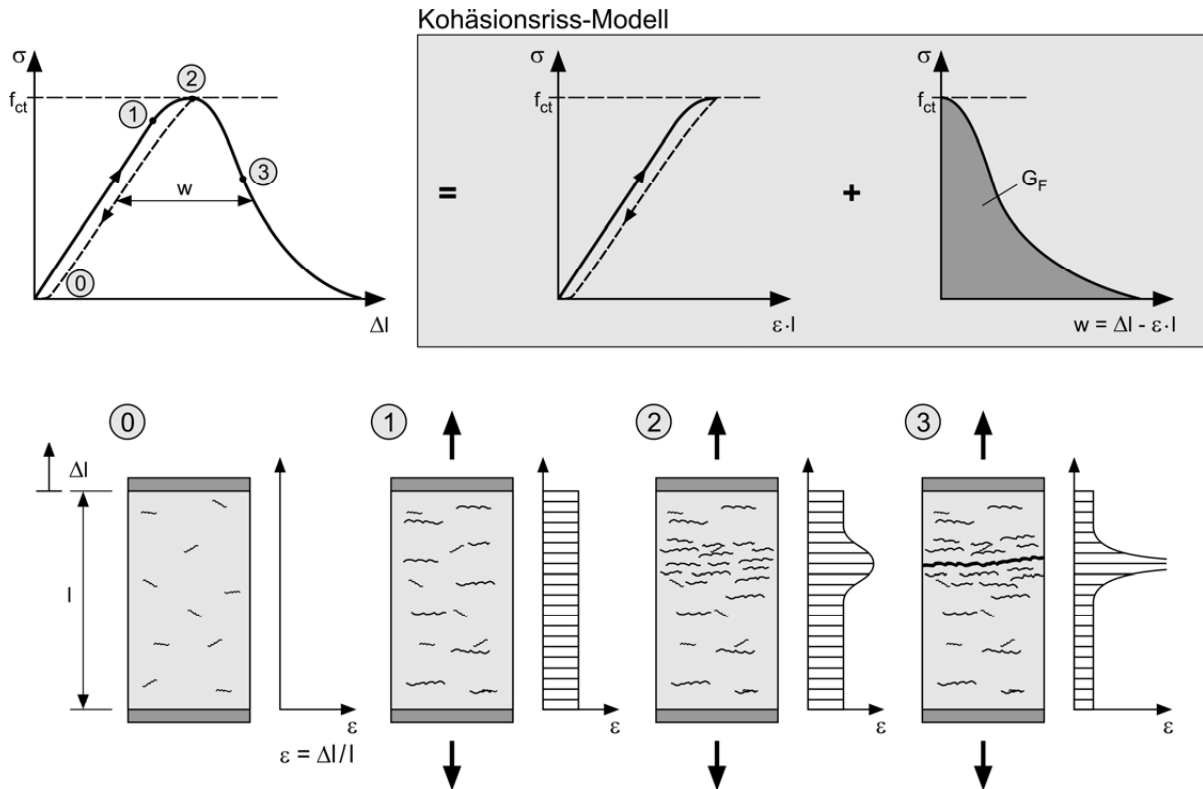 Kohäsionsriss-Modell
σ
f_ct
1
2
3
w
0
Δl
=
σ
f_ct
ε·l
+
σ
f_ct
G_F
w = Δl - ε·l
0
Δl
l
ε
ε = Δl/l
1
ε
2
ε
3
ε